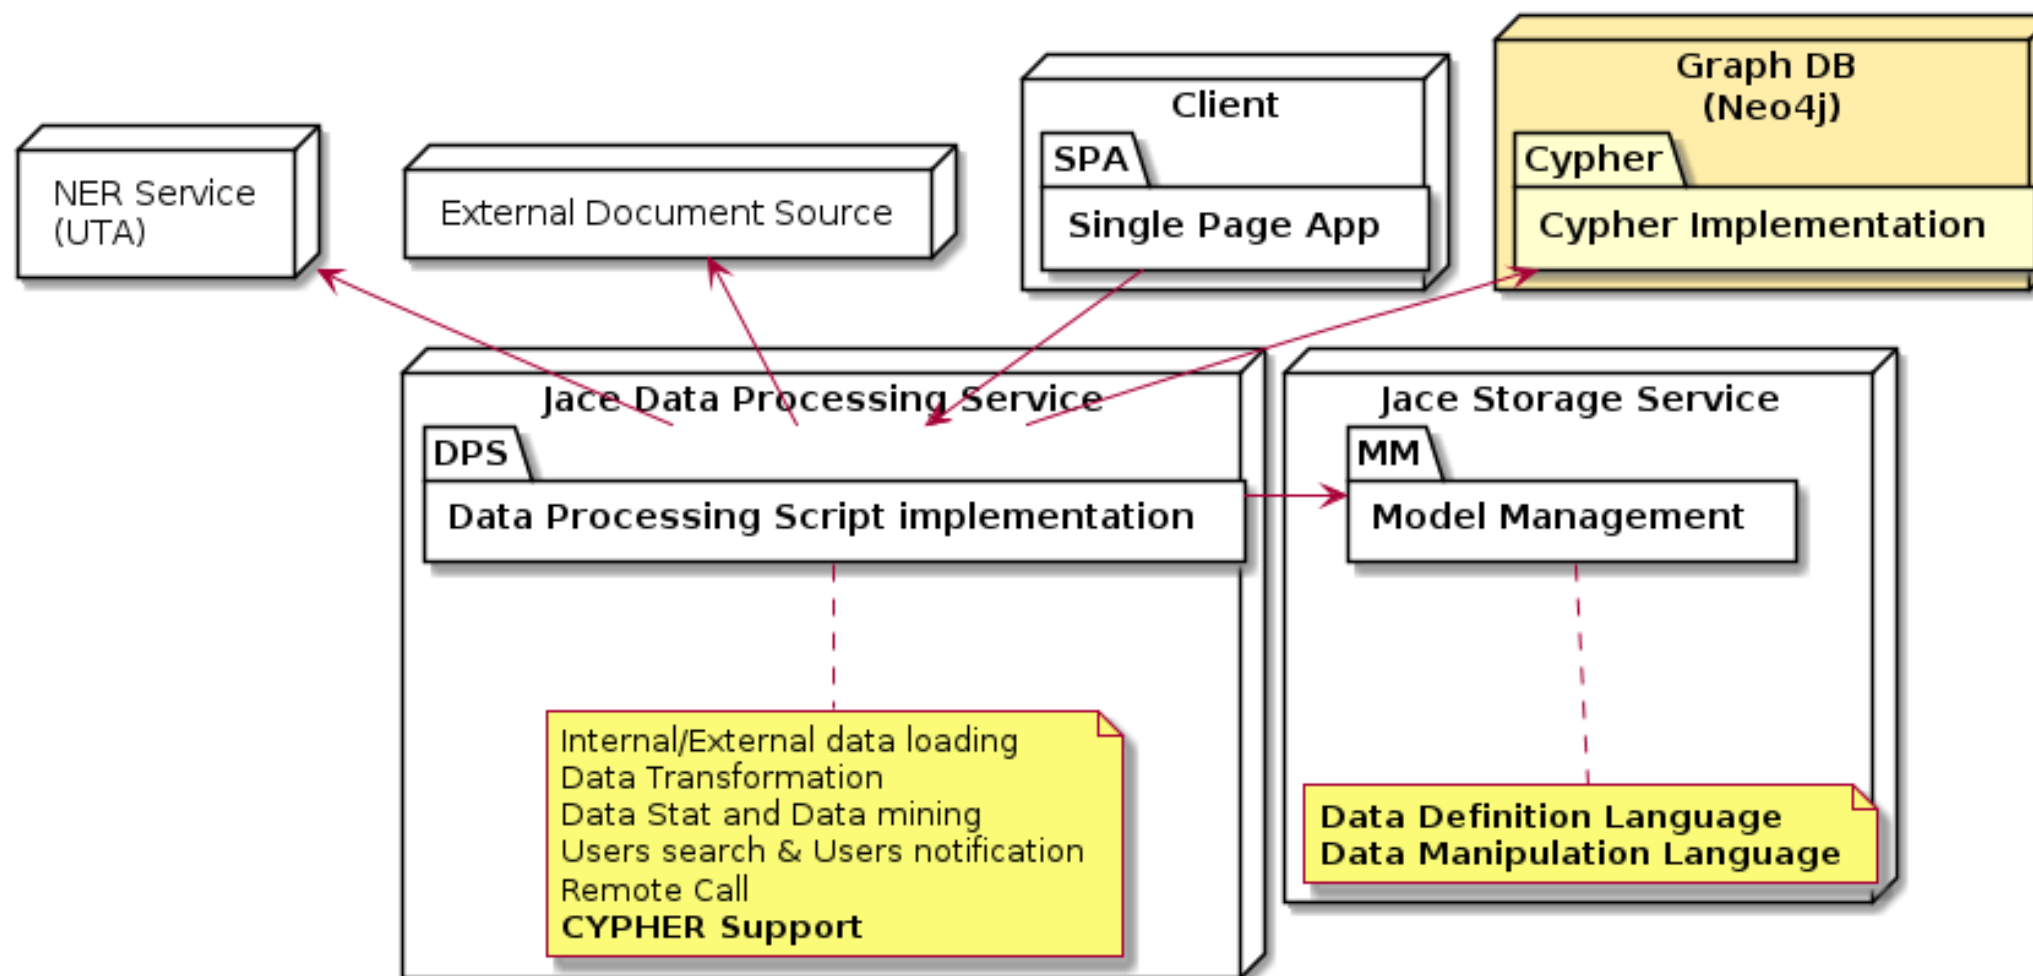 NER Service
(UTA)
External Document Source
Client
SPA
Single Page App
Graph DB
(Neo4j)
Cypher
Cypher Implementation
Jace Data Processing Service
DPS
Data Processing Script implementation
Jace Storage Service
MM
Model Management
Internal/External data loading
Data Transformation
Data Stat and Data mining
Users search & Users notification
Remote Call
CYPHER Support
Data Definition Language
Data Manipulation Language